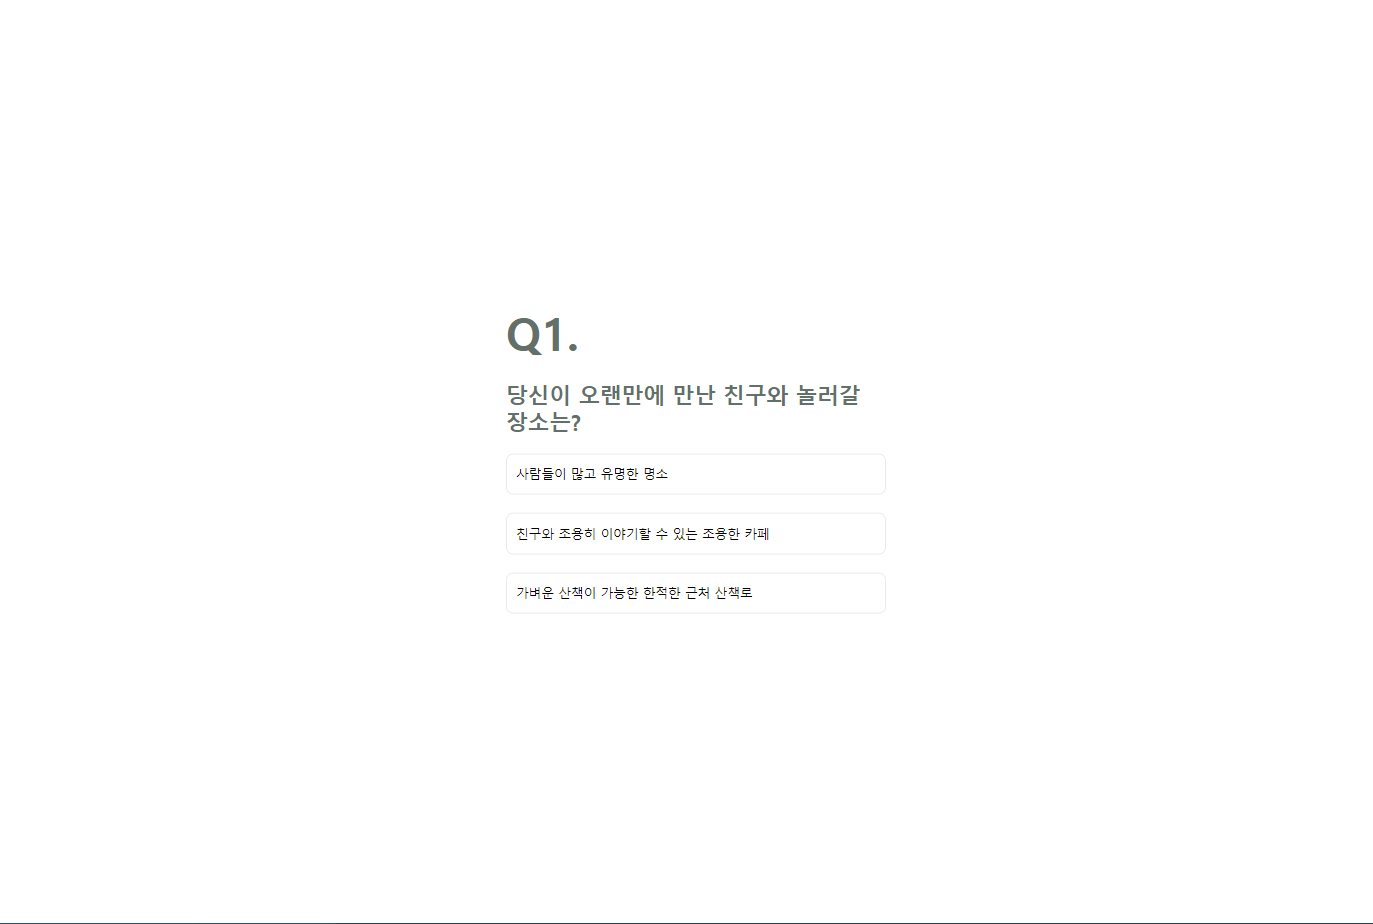 Q1.
당신이 오랜만에 만난 친구와 놀러갈
장소는?
사람들이 많고 유명한 명소
친구와 조용히 이야기할 수 있는 조용한 카페
가벼운 산책이 가능한 한적한 근처 산책로